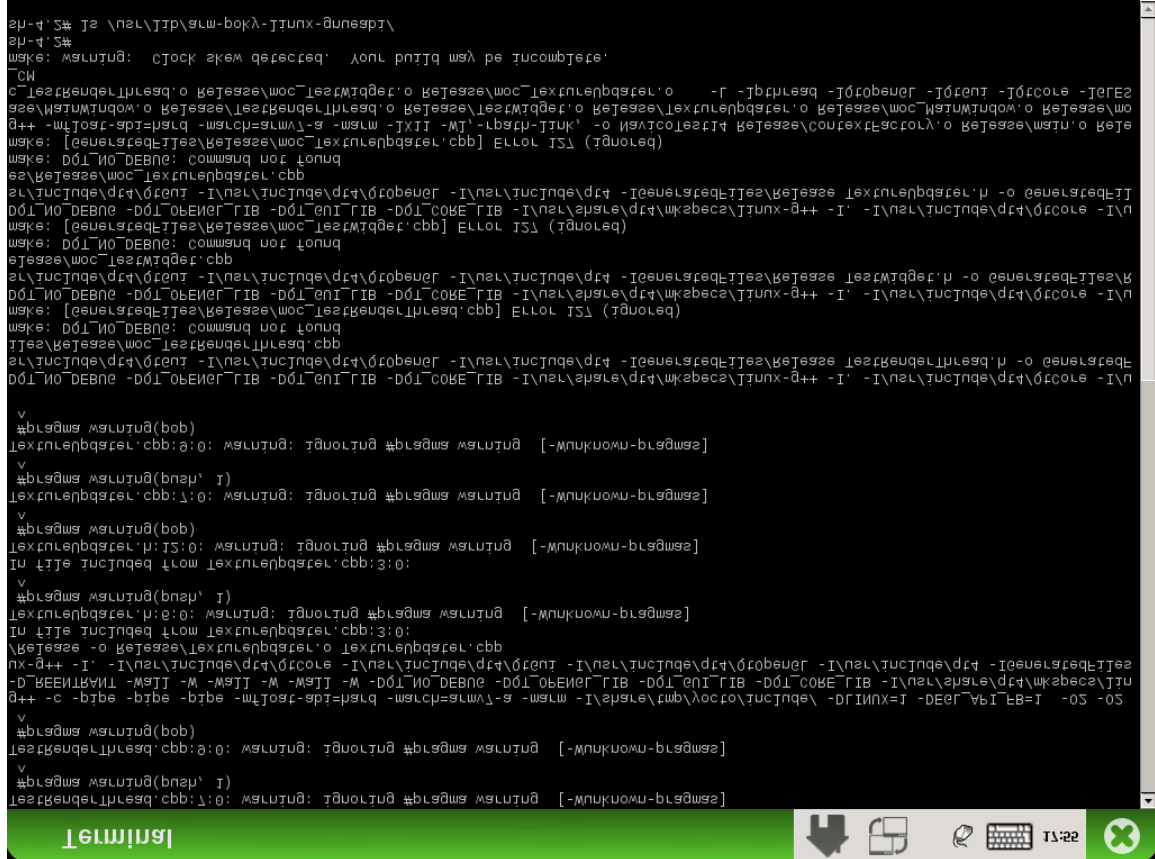 Terminal
17:55
TestRenderThread.cpp:7:0: warning: ignoring #pragma warning  [-Wunknown-pragmas]
 #pragma warning(push, 1)
 ^
TestRenderThread.cpp:9:0: warning: ignoring #pragma warning  [-Wunknown-pragmas]
 #pragma warning(pop)
 ^
g++ -c -pipe -pipe -pipe -mfloat-abi=hard -march=armv7-a -marm -I/share/tmp/yocto/include/ -DLINUX=1 -DEGL_API_FB=1  -O2 -O2
-D_REENTRANT -Wall -W -Wall -W -Wall -W -DQT_NO_DEBUG -DQT_OPENGL_LIB -DQT_GUI_LIB -DQT_CORE_LIB -I/usr/share/qt4/mkspecs/lin
ux-g++ -I. -I/usr/include/qt4/QtCore -I/usr/include/qt4/QtGui -I/usr/include/qt4/QtOpenGL -I/usr/include/qt4 -IGeneratedFiles
/Release -o Release/TextureUpdater.o TextureUpdater.cpp
In file included from TextureUpdater.cpp:3:0:
TextureUpdater.h:6:0: warning: ignoring #pragma warning  [-Wunknown-pragmas]
 #pragma warning(push, 1)
 ^
In file included from TextureUpdater.cpp:3:0:
TextureUpdater.h:12:0: warning: ignoring #pragma warning  [-Wunknown-pragmas]
 #pragma warning(pop)
 ^
TextureUpdater.cpp:7:0: warning: ignoring #pragma warning  [-Wunknown-pragmas]
 #pragma warning(push, 1)
 ^
TextureUpdater.cpp:9:0: warning: ignoring #pragma warning  [-Wunknown-pragmas]
 #pragma warning(pop)
 ^
DQT_NO_DEBUG -DQT_OPENGL_LIB -DQT_GUI_LIB -DQT_CORE_LIB -I/usr/share/qt4/mkspecs/linux-g++ -I. -I/usr/include/qt4/QtCore -I/u
sr/include/qt4/QtGui -I/usr/include/qt4/QtOpenGL -I/usr/include/qt4 -IGeneratedFiles/Release TestRenderThread.h -o GeneratedF
iles/Release/moc_TestRenderThread.cpp
make: DQT_NO_DEBUG: Command not found
make: [GeneratedFiles/Release/moc_TestRenderThread.cpp] Error 127 (ignored)
DQT_NO_DEBUG -DQT_OPENGL_LIB -DQT_GUI_LIB -DQT_CORE_LIB -I/usr/share/qt4/mkspecs/linux-g++ -I. -I/usr/include/qt4/QtCore -I/u
sr/include/qt4/QtGui -I/usr/include/qt4/QtOpenGL -I/usr/include/qt4 -IGeneratedFiles/Release TestWidget.h -o GeneratedFiles/R
elease/moc_TestWidget.cpp
make: DQT_NO_DEBUG: Command not found
make: [GeneratedFiles/Release/moc_TestWidget.cpp] Error 127 (ignored)
DQT_NO_DEBUG -DQT_OPENGL_LIB -DQT_GUI_LIB -DQT_CORE_LIB -I/usr/share/qt4/mkspecs/linux-g++ -I. -I/usr/include/qt4/QtCore -I/u
sr/include/qt4/QtGui -I/usr/include/qt4/QtOpenGL -I/usr/include/qt4 -IGeneratedFiles/Release TextureUpdater.h -o GeneratedFil
es/Release/moc_TextureUpdater.cpp
make: DQT_NO_DEBUG: Command not found
make: [GeneratedFiles/Release/moc_TextureUpdater.cpp] Error 127 (ignored)
g++ -mfloat-abi=hard -march=armv7-a -marm -lX11 -Wl,-rpath-link, -o NavicoTest14 Release/ContextFactory.o Release/main.o Rele
ase/MainWindow.o Release/TestRenderThread.o Release/TestWidget.o Release/TextureUpdater.o Release/moc_MainWindow.o Release/mo
c_TestRenderThread.o Release/moc_TestWidget.o Release/moc_TextureUpdater.o    -L -lpthread -lQtOpenGL -lQtGui -lQtCore -lGLES
_CM
make: warning:  Clock skew detected.  Your build may be incomplete.
sh-4.2#
sh-4.2# ls /usr/lib/arm-poky-linux-gnueabi/